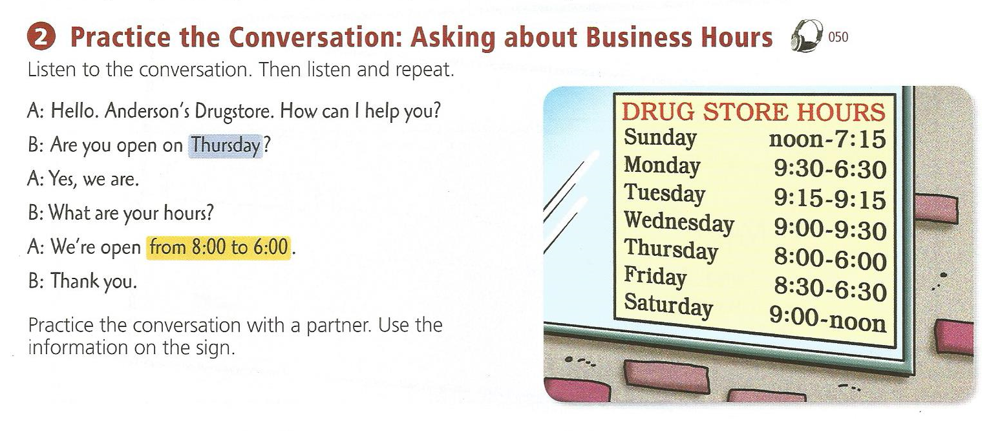 2 Practice the Conversation: Asking about Business Hours 050
Listen to the conversation. Then listen and repeat.
A: Hello. Anderson's Drugstore. How can I help you?
B: Are you open on Thursday?
A: Yes, we are.
B: What are your hours?
A: We're open from 8:00 to 6:00.
B: Thank you.
Practice the conversation with a partner. Use the
information on the sign.
DRUG STORE HOURS
Sunday noon-7:15
Monday 9:30-6:30
Tuesday 9:15-9:15
Wednesday 9:00-9:30
Thursday 8:00-6:00
Friday 8:30-6:30
Saturday 9:00-noon